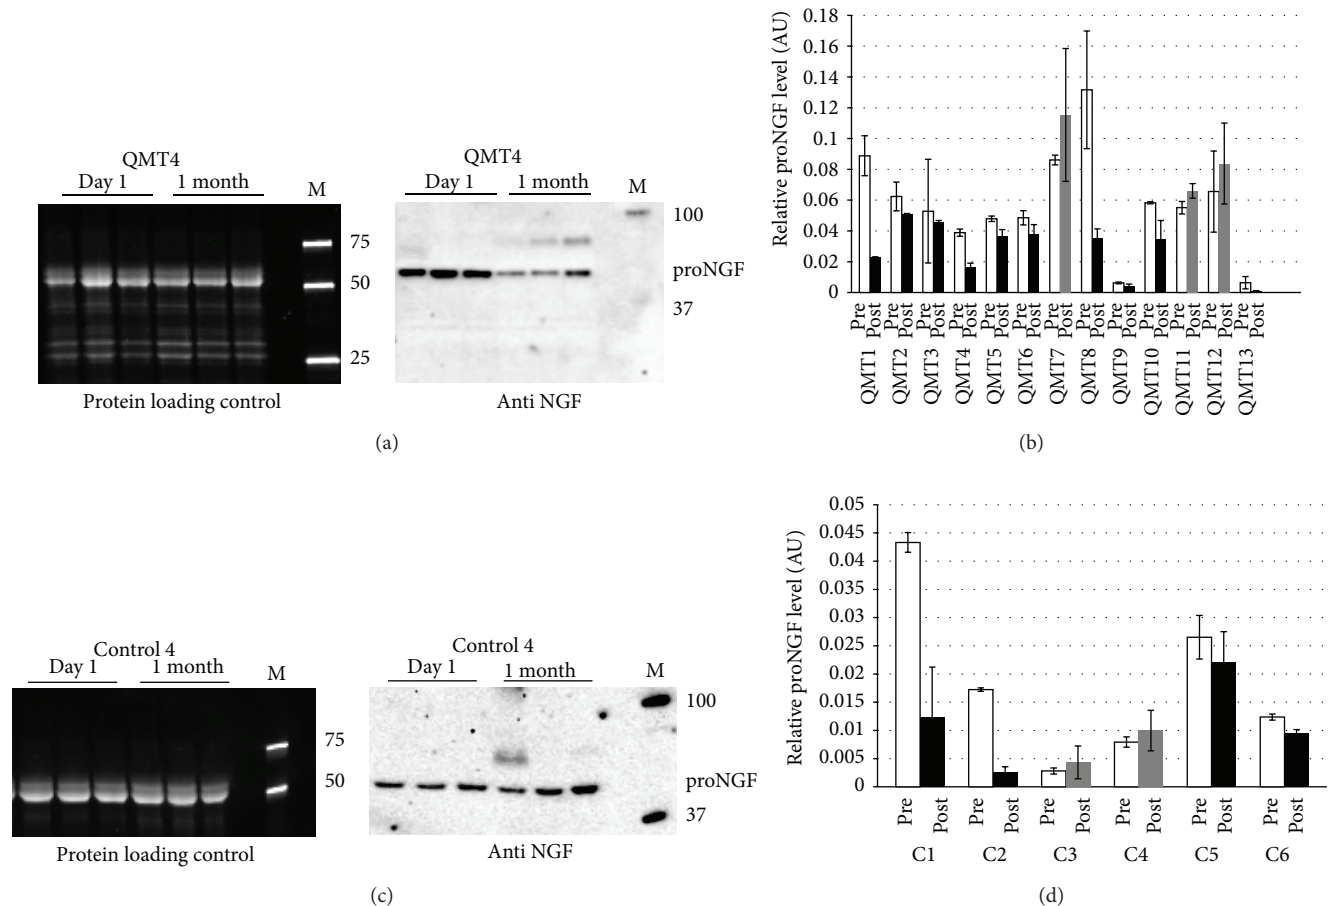 QMT4
Day 1
1 month
M
75
50
25
Protein loading control
QMT4
Day 1
1 month
M
100
proNGF
37
Anti NGF
(a)
Relative proNGF level (AU)
0.18
0.16
0.14
0.12
0.1
0.08
0.06
0.04
0.02
0
Pre Post Pre Post Pre Post Pre Post Pre Post Pre Post Pre Post Pre Post Pre Post Pre Post Pre Post Pre Post Pre Post
QMT1 QMT2 QMT3 QMT4 QMT5 QMT6 QMT7 QMT8 QMT9 QMT10 QMT11 QMT12 QMT13
(b)
Control 4
Day 1
1 month
M
75
50
Protein loading control
Control 4
Day 1
1 month
M
100
proNGF
37
Anti NGF
(c)
Relative proNGF level (AU)
0.05
0.045
0.04
0.035
0.03
0.025
0.02
0.015
0.01
0.005
0
Pre Post Pre Post Pre Post Pre Post Pre Post Pre Post
C1 C2 C3 C4 C5 C6
(d)